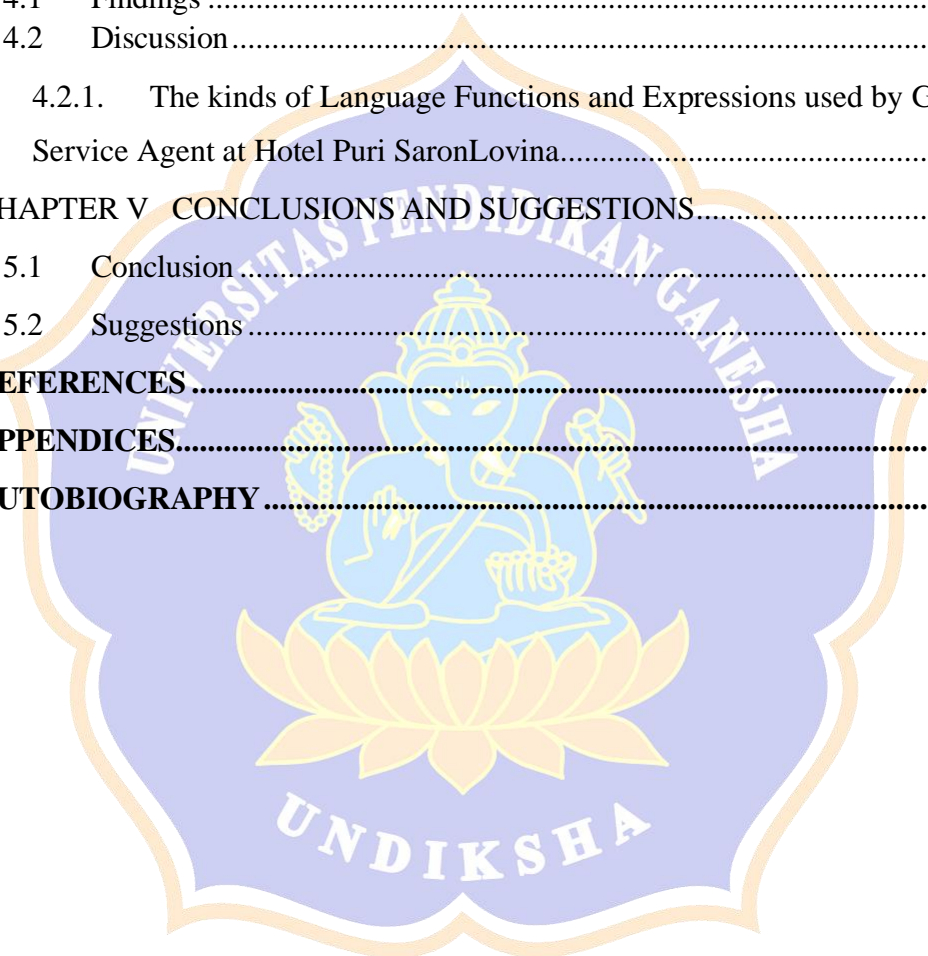 4.1 Findings ................................................................
4.2 Discussion ................................................................
4.2.1. The kinds of Language Functions and Expressions used by G
Service Agent at Hotel Puri SaronLovina ................................................................
HAPTER V CONCLUSIONS AND SUGGESTIONS ................................................................
5.1 Conclusion ................................................................
5.2 Suggestions ................................................................
EFERENCES ................................................................
PPENDICES ................................................................
UTOBIOGRAPHY ................................................................
UNIVERSITAS PENDIDIKAN GANESHA
UNDIKSHA